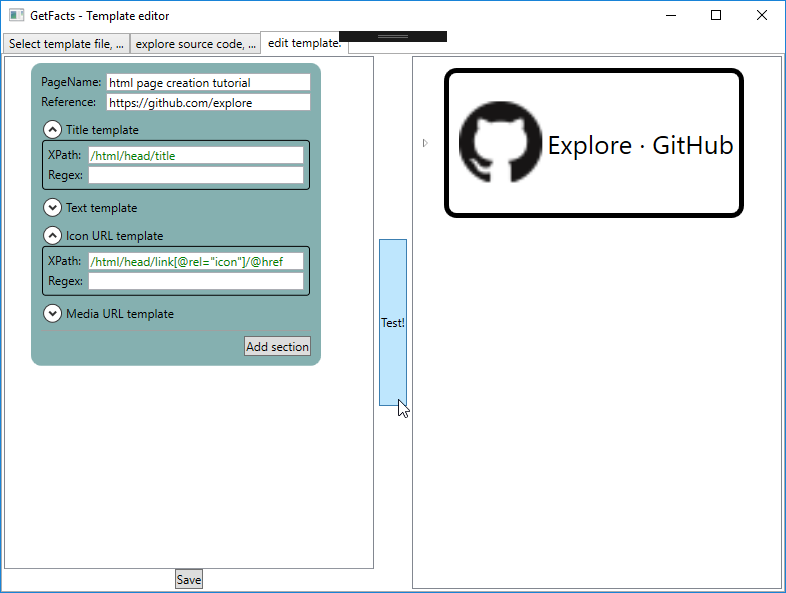 GetFacts - Template editor
Select template file, ...
explore source code, ...
edit template.
PageName: html page creation tutorial
Reference: https://github.com/explore
Title template
XPath: /html/head/title
Regex:
Text template
Icon URL template
XPath: /html/head/link[@rel="icon"]/@href
Regex:
Media URL template
Add section
Test!
Explore · GitHub
Save